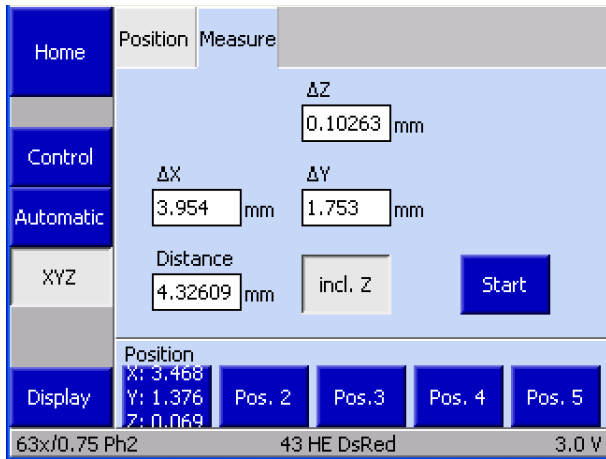 Home
Position Measure
ΔZ
0.10263 mm
Control
ΔX ΔY
Automatic
3.954 mm 1.753 mm
XYZ
Distance
4.32609 mm incl. Z Start
Position
X: 3.468
Display Y: 1.376 Pos. 2 Pos.3 Pos. 4 Pos. 5
Z: 0.069
63x/0.75 Ph2 43 HE DsRed 3.0 V